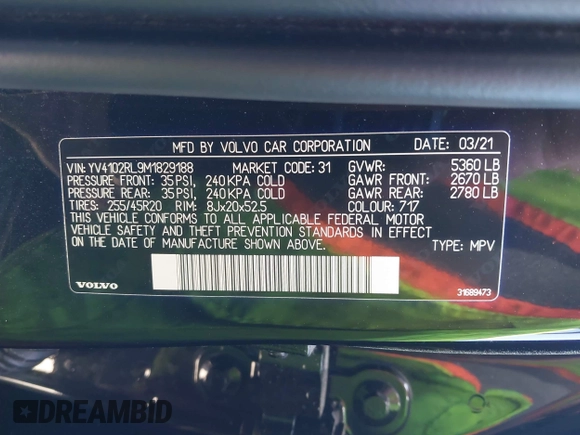 MFD BY VOLVO CAR CORPORATION DATE: 03/21
VIN: YV4102RL9M1829188 MARKET CODE: 31 GVWR: 5360 LB
PRESSURE FRONT: 35 PSI, 240 KPA COLD GAWR FRONT: 2670 LB
PRESSURE REAR: 35 PSI, 240 KPA COLD GAWR REAR: 2780 LB
TIRES: 255/45R20 RIM: 8Jx20x52.5 COLOUR: 717
THIS VEHICLE CONFORMS TO ALL APPLICABLE FEDERAL MOTOR
VEHICLE SAFETY AND THEFT PREVENTION STANDARDS IN EFFECT
ON THE DATE OF MANUFACTURE SHOWN ABOVE. TYPE: MPV
VOLVO 31689473
DREAMBID